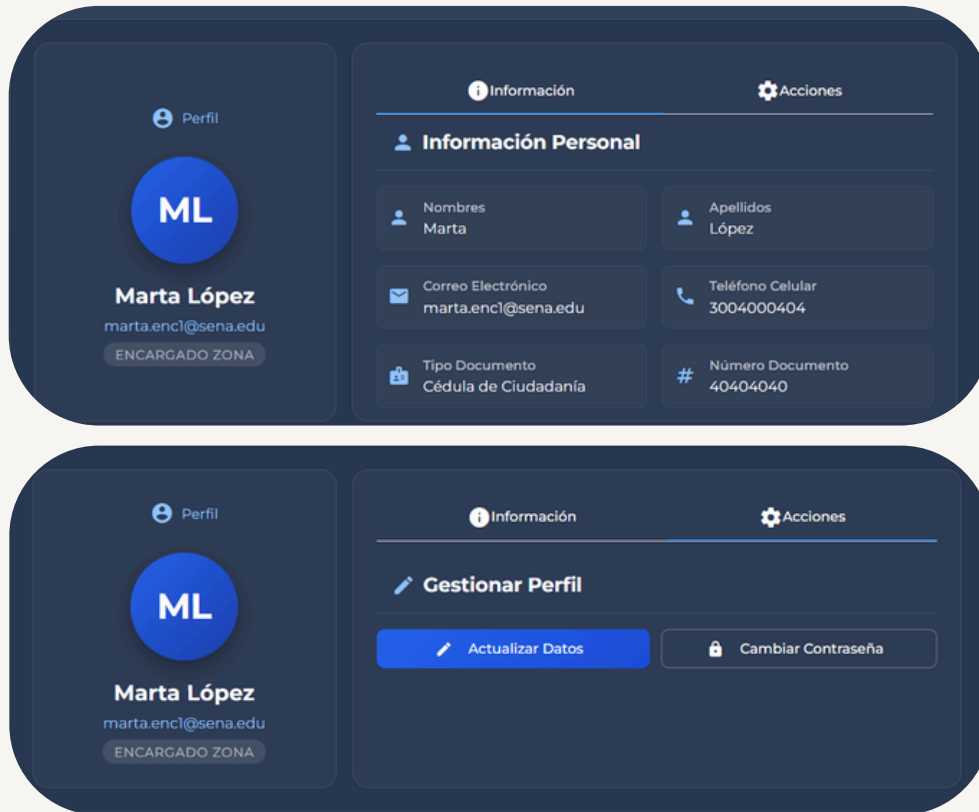 Perfil
ML
Marta López
marta.enc1@sena.edu
ENCARGADO ZONA
Información
Acciones
Información Personal
Nombres
Marta
Apellidos
López
Correo Electrónico
marta.enc1@sena.edu
Teléfono Celular
3004000404
Tipo Documento
Cédula de Ciudadanía
# Número Documento
40404040
Perfil
ML
Marta López
marta.enc1@sena.edu
ENCARGADO ZONA
Información
Acciones
Gestionar Perfil
Actualizar Datos
Cambiar Contraseña